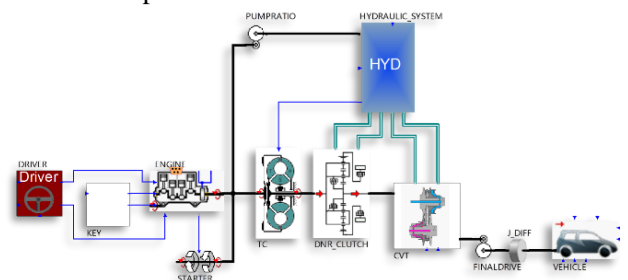 PUMPRATIO
HYDRAULIC_SYSTEM
HYD
DRIVER
Driver
ENGINE
KEY
STARTER
TC
DNR_CLUTCH
CVT
FINALDRIVE
J_DIFF
VEHICLE